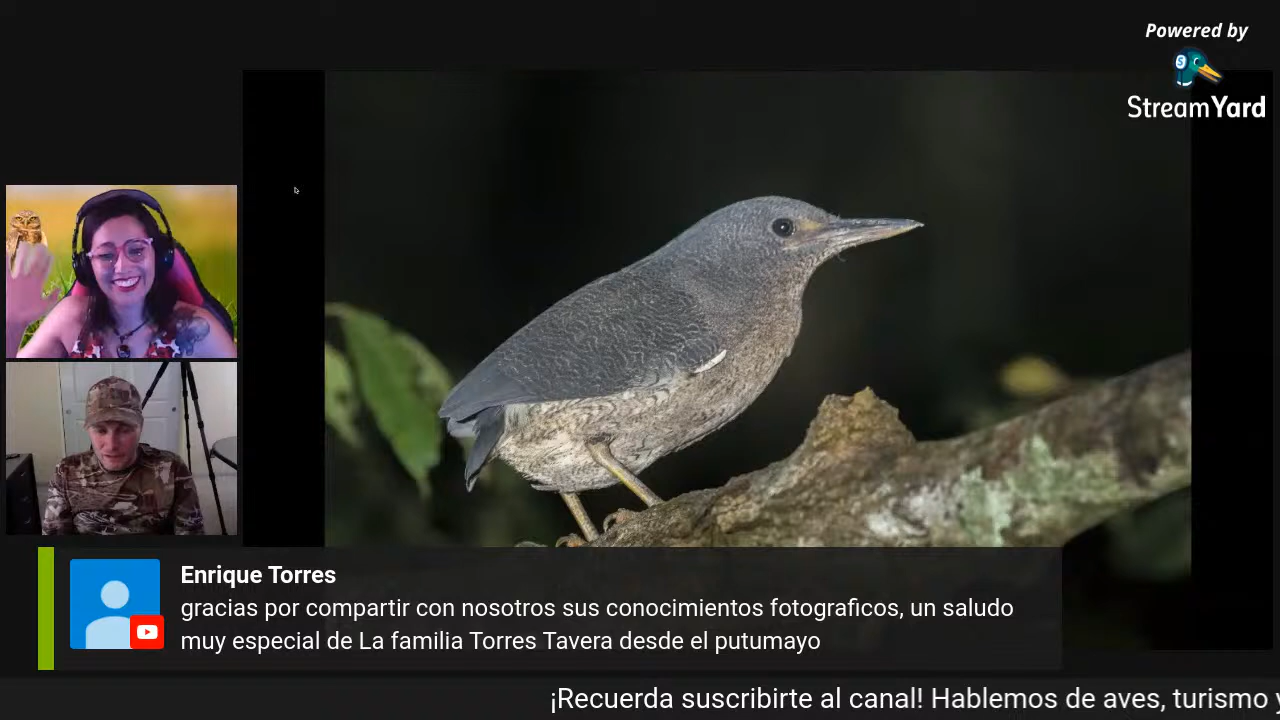 Powered by
StreamYard
Enrique Torres
gracias por compartir con nosotros sus conocimientos fotograficos, un saludo
muy especial de La familia Torres Tavera desde el putumayo
¡Recuerda suscribirte al canal! Hablemos de aves, turismo y